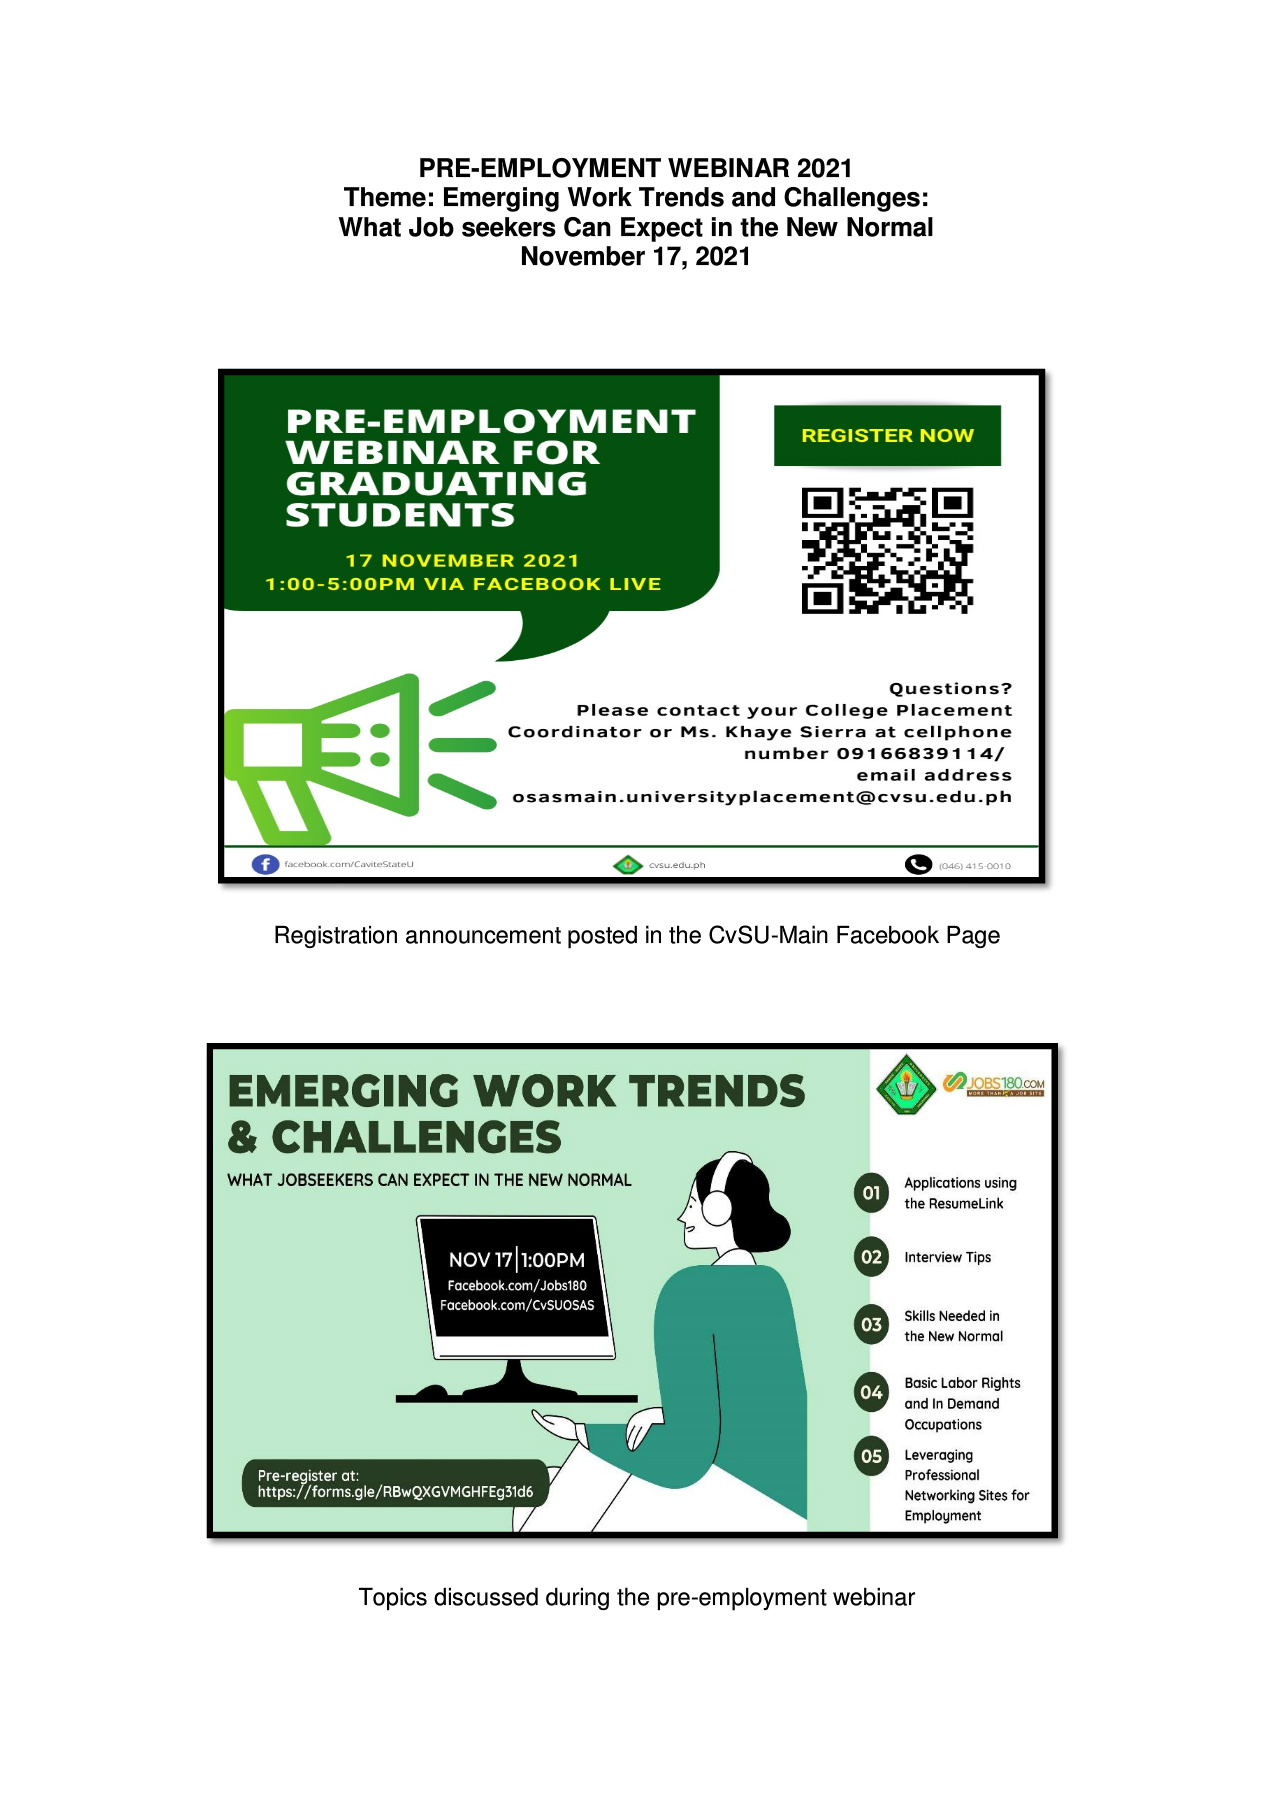 PRE-EMPLOYMENT WEBINAR 2021
Theme: Emerging Work Trends and Challenges:
What Job seekers Can Expect in the New Normal
November 17, 2021
PRE-EMPLOYMENT
WEBINAR FOR
GRADUATING
STUDENTS
17 NOVEMBER 2021
1:00-5:00PM VIA FACEBOOK LIVE
REGISTER NOW
Questions?
Please contact your College Placement
Coordinator or Ms. Khaye Sierra at cellphone
number 09166839114/
email address
osasmain.universityplacement@cvsu.edu.ph
facebook.com/CaviteStateU
cvsu.edu.ph
(046) 415-0010
Registration announcement posted in the CvSU-Main Facebook Page
EMERGING WORK TRENDS
& CHALLENGES
WHAT JOBSEEKERS CAN EXPECT IN THE NEW NORMAL
NOV 17|1:00PM
Facebook.com/Jobs180
Facebook.com/CvSUOSAS
Pre-register at:
https://forms.gle/RBwQXGVMGHFEg31d6
JOBS180.COM
MORE THAN A JOB SITE
01
Applications using
the ResumeLink
02
Interview Tips
03
Skills Needed in
the New Normal
04
Basic Labor Rights
and In Demand
Occupations
05
Leveraging
Professional
Networking Sites for
Employment
Topics discussed during the pre-employment webinar